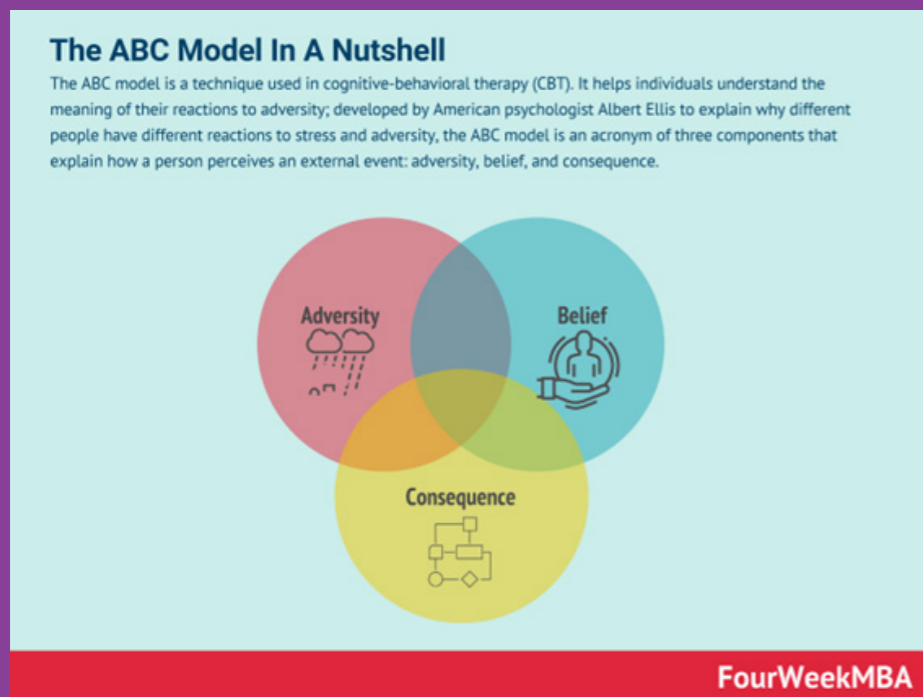 The ABC Model In A Nutshell
The ABC model is a technique used in cognitive-behavioral therapy (CBT). It helps individuals understand the
meaning of their reactions to adversity; developed by American psychologist Albert Ellis to explain why different
people have different reactions to stress and adversity, the ABC model is an acronym of three components that
explain how a person perceives an external event: adversity, belief, and consequence.
Adversity
Belief
Consequence
FourWeekMBA